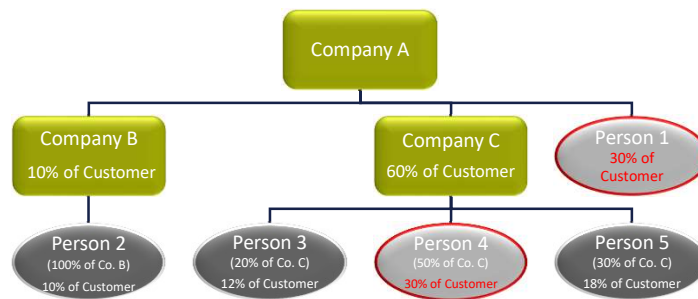 Company A
Company B
10% of Customer
Company C
60% of Customer
Person 1
30% of
Customer
Person 2
(100% of Co. B)
10% of Customer
Person 3
(20% of Co. C)
12% of Customer
Person 4
(50% of Co. C)
30% of Customer
Person 5
(30% of Co. C)
18% of Customer